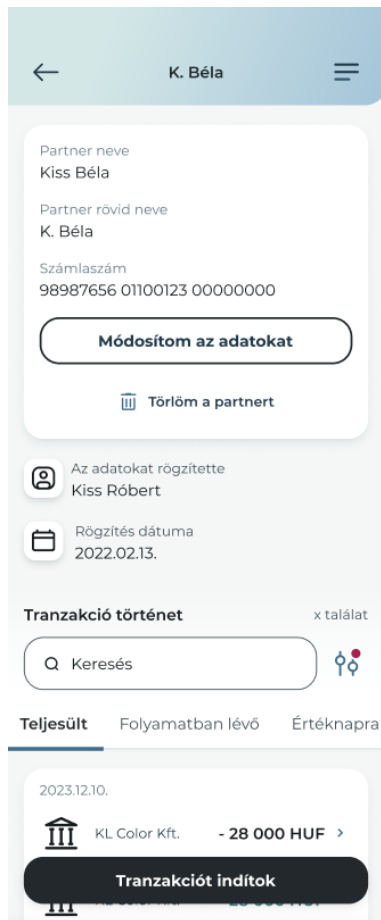 K. Béla
Partner neve
Kiss Béla
Partner rövid neve
K. Béla
Számlaszám
98987656 01100123 00000000
Módosítom az adatokat
Törlöm a partnert
Az adatokat rögzítette
Kiss Róbert
Rögzítés dátuma
2022.02.13.
Tranzakció történet x találat
Keresés
Teljesült Folyamatban lévő Értéknapra
2023.12.10.
KL Color Kft. - 28 000 HUF
Tranzakciót indítok